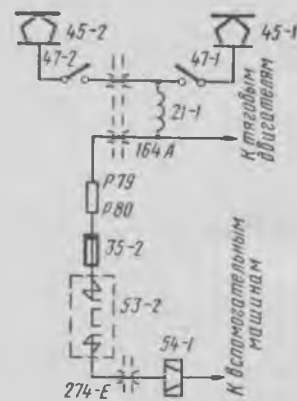 45-2
45-1
47-2
47-1
21-1
164А
К тяговым
двигателям
Р79
Р80
35-2
53-2
54-1
274-Е
К вспомогательным
машинам